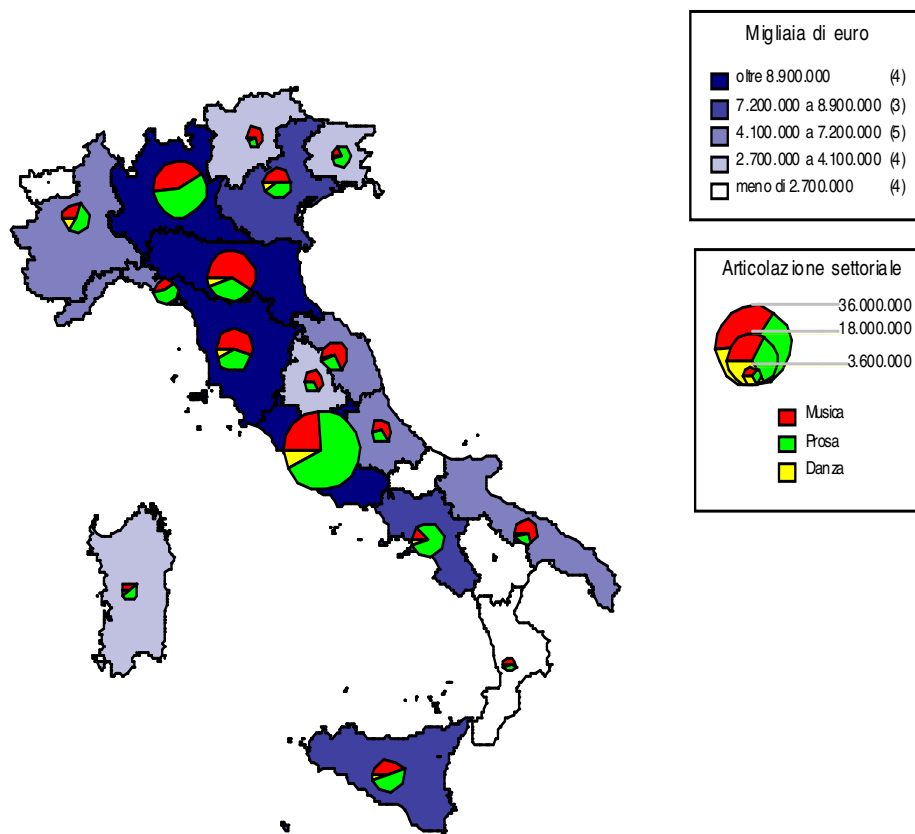 Migliaia di euro
oltre 8.900.000 (4)
7.200.000 a 8.900.000 (3)
4.100.000 a 7.200.000 (5)
2.700.000 a 4.100.000 (4)
meno di 2.700.000 (4)
Articolazione settoriale
36.000.000
18.000.000
3.600.000
Musica
Prosa
Danza